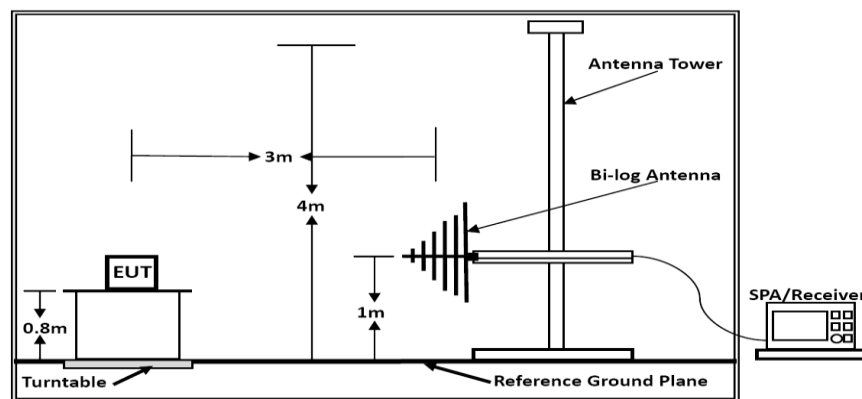 Antenna Tower
3m
Bi-log Antenna
4m
EUT
SPA/Receiver
0.8m
1m
Turntable
Reference Ground Plane